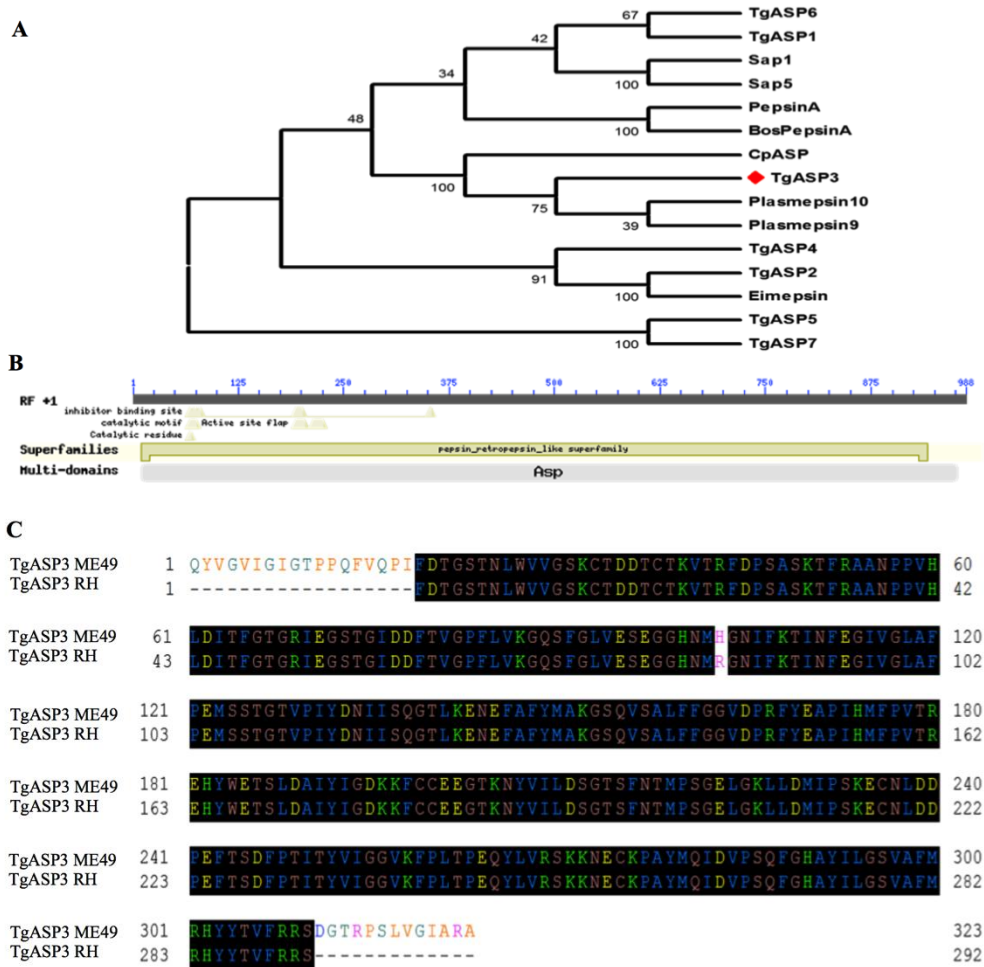 A
TgASP6
67
TgASP1
42
Sap1
34
Sap5
100
PepsinA
48
100
BosPepsinA
CpASP
100
TgASP3
75
Plasmepsin10
39
Plasmepsin9
TgASP4
91
TgASP2
100
Eimepsin
TgASP5
100
TgASP7
B
1 125 250 375 500 625 750 875 988
RF +1
inhibitor binding site
catalytic motif Active site flap
Catalytic residue
Superfamilies pepsin_retropepsin_like superfamily
Multi-domains Asp
C
TgASP3 ME49 1 QYVGVIGIGTPPQFVQPIFDTGSTNLWVVGSKCTDDTCTKVTRFDPSASKTFRAANPPVH 60
TgASP3 RH 1 ------------------FDTGSTNLWVVGSKCTDDTCTKVTRFDPSASKTFRAANPPVH 42
TgASP3 ME49 61 LDITFGTGRIEGSTGIDDFTVGPFLVKGQSFGLVESEGGHNMHGNIFKTINFEGIVGLAF 120
TgASP3 RH 43 LDITFGTGRIEGSTGIDDFTVGPFLVKGQSFGLVESEGGHNMRGNIFKTINFEGIVGLAF 102
TgASP3 ME49 121 PEMSSTGTVPIYDNIISQGTLKENEFAFYMAKGSQVSALFFGGVDPRFYEAPIHMFPVTR 180
TgASP3 RH 103 PEMSSTGTVPIYDNIISQGTLKENEFAFYMAKGSQVSALFFGGVDPRFYEAPIHMFPVTR 162
TgASP3 ME49 181 EHYWETSLDAIYIGDKKFCCEEGTKNYVILDSGTSFNTMPSGELGKLLDMIPSKECNLDD 240
TgASP3 RH 163 EHYWETSLDAIYIGDKKFCCEEGTKNYVILDSGTSFNTMPSGELGKLLDMIPSKECNLDD 222
TgASP3 ME49 241 PEFTSDFPTITYVIGGVKFPLTPEQYLVRSKKNECKPAYMQIDVPSQFGHAYILGSVAFM 300
TgASP3 RH 223 PEFTSDFPTITYVIGGVKFPLTPEQYLVRSKKNECKPAYMQIDVPSQFGHAYILGSVAFM 282
TgASP3 ME49 301 RHYYTVFRRSDGTRPSLVGIARA 323
TgASP3 RH 283 RHYYTVFRRS------------- 292